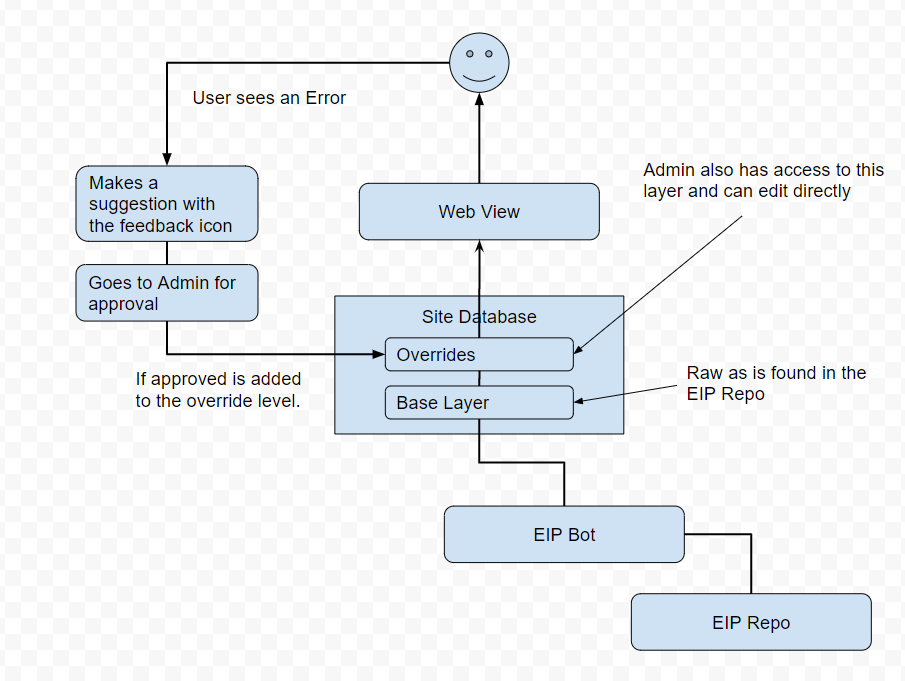 User sees an Error
Makes a
suggestion with
the feedback icon
Goes to Admin for
approval
If approved is added
to the override level.
Web View
Admin also has access to this
layer and can edit directly
Site Database
Overrides
Base Layer
Raw as is found in the
EIP Repo
EIP Bot
EIP Repo